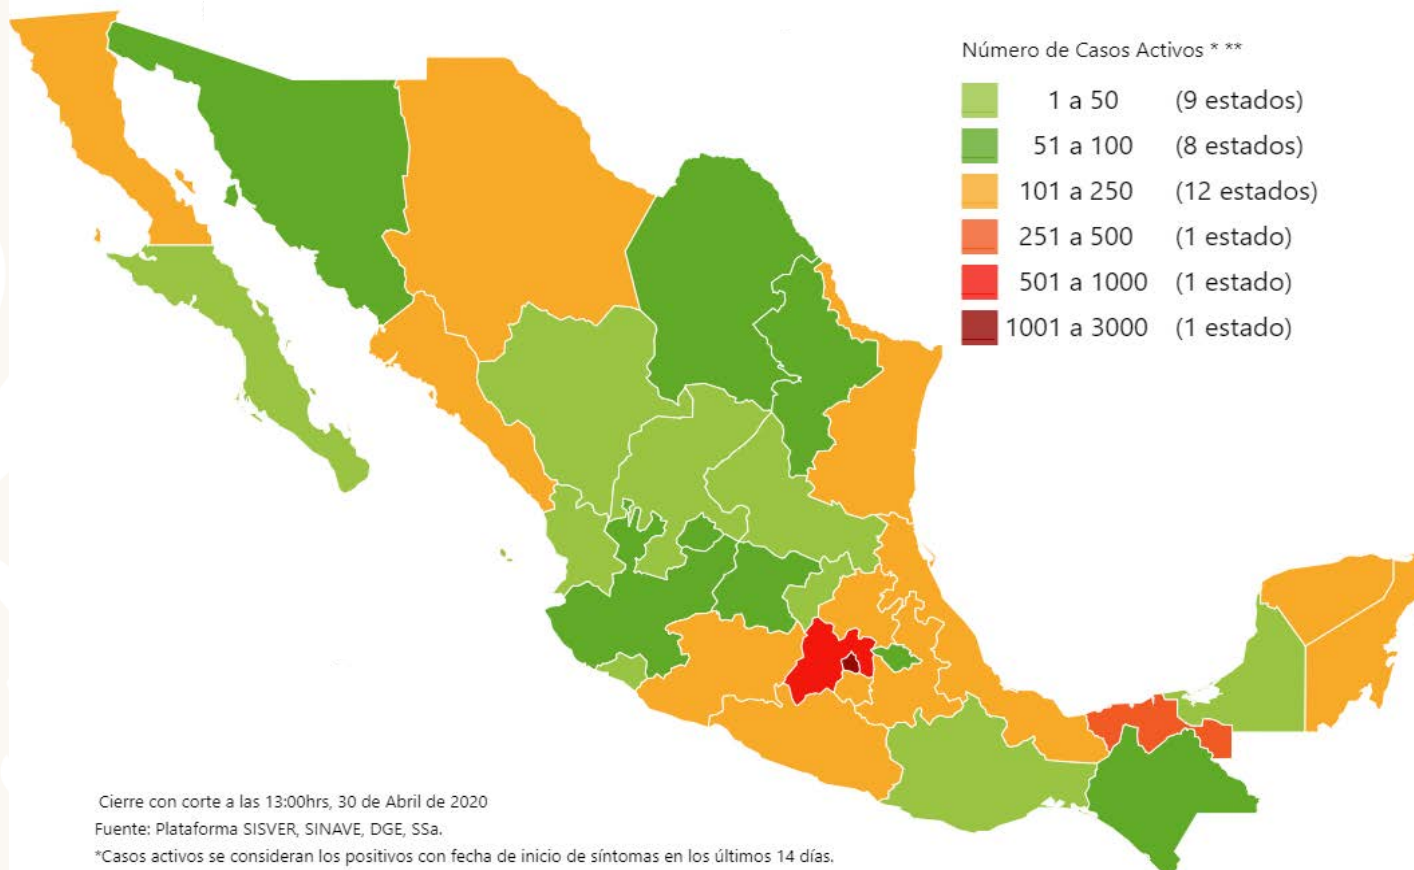 Número de Casos Activos * **
1 a 50 (9 estados)
51 a 100 (8 estados)
101 a 250 (12 estados)
251 a 500 (1 estado)
501 a 1000 (1 estado)
1001 a 3000 (1 estado)
Cierre con corte a las 13:00hrs, 30 de Abril de 2020
Fuente: Plataforma SISVER, SINAVE, DGE, SSa.
*Casos activos se consideran los positivos con fecha de inicio de síntomas en los últimos 14 días.